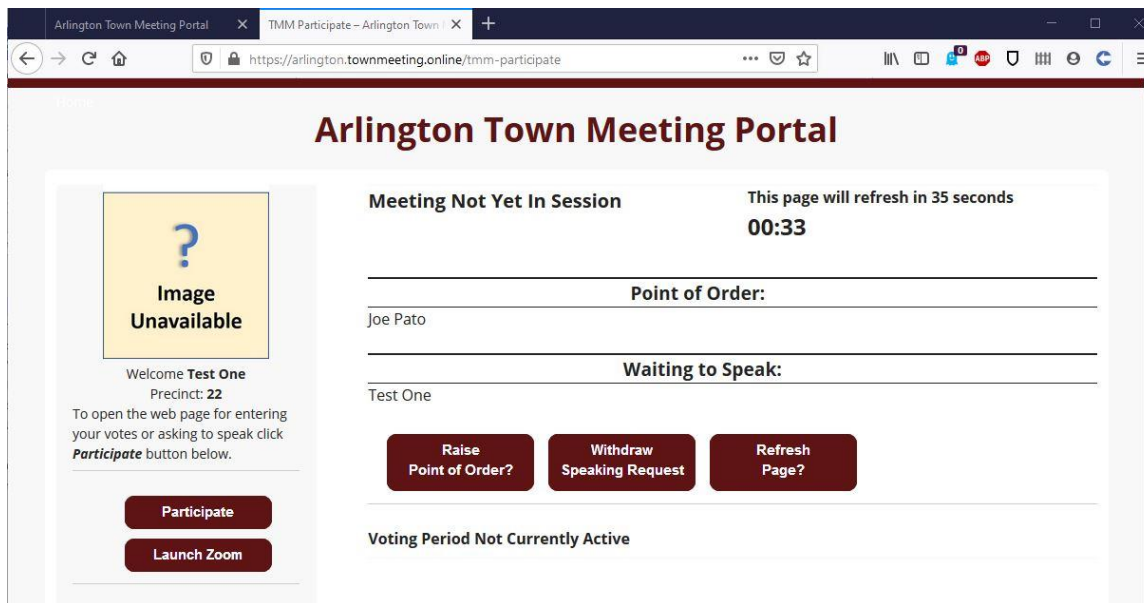 Arlington Town Meeting Portal
TMM Participate – Arlington Town
https://arlington.townmeeting.online/tmm-participate
0
ABP
Home
Arlington Town Meeting Portal
?
Image
Unavailable
Welcome Test One
Precinct: 22
To open the web page for entering
your votes or asking to speak click
Participate button below.
Participate
Launch Zoom
Meeting Not Yet In Session
This page will refresh in 35 seconds
00:33
Point of Order:
Joe Pato
Waiting to Speak:
Test One
Raise
Point of Order?
Withdraw
Speaking Request
Refresh
Page?
Voting Period Not Currently Active